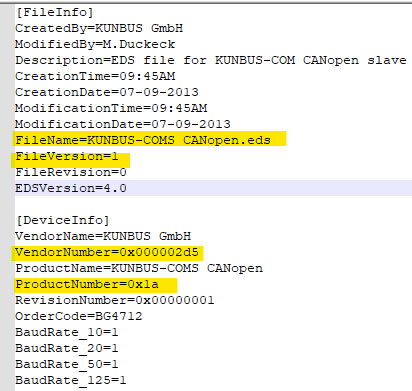 [FileInfo]
CreatedBy=KUNBUS GmbH
ModifiedBy=M.Duckeck
Description=EDS file for KUNBUS-COM CANopen slave
CreationTime=09:45AM
CreationDate=07-09-2013
ModificationTime=09:45AM
ModificationDate=07-09-2013
FileName=KUNBUS-COMS CANopen.eds
FileVersion=1
FileRevision=0
EDSVersion=4.0
[DeviceInfo]
VendorName=KUNBUS GmbH
VendorNumber=0x000002d5
ProductName=KUNBUS-COMS CANopen
ProductNumber=0x1a
RevisionNumber=0x00000001
OrderCode=BG4712
BaudRate_10=1
BaudRate_20=1
BaudRate_50=1
BaudRate_125=1